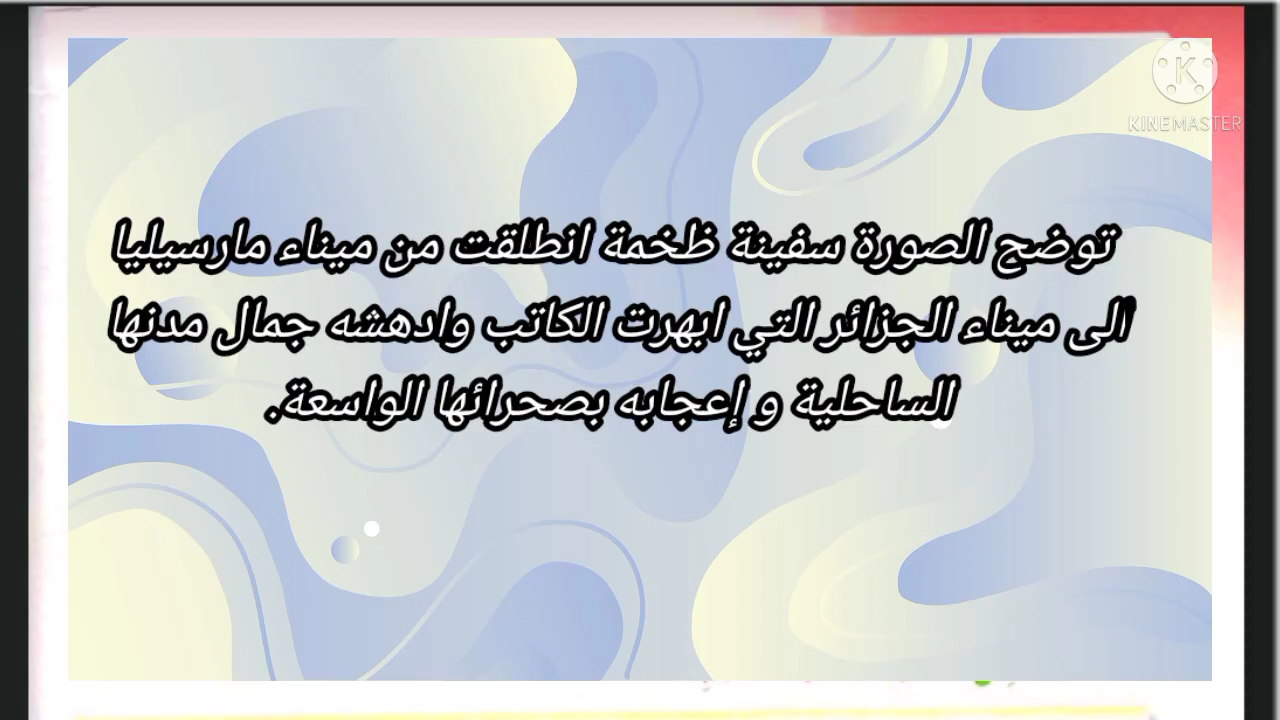 KINEMASTER
توضح الصورة سفينة ظخمة انطلقت من ميناء مارسيليا
الى ميناء الجزائر التي ابهرت الكاتب وادهشه جمال مدنها
الساحلية و إعجابه بصحرائها الواسعة.